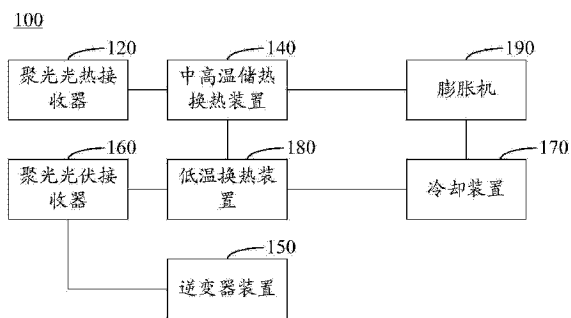 100
120
140
190
聚光光热接
收器
中高温储热
换热装置
膨胀机
160
180
170
聚光光伏接
收器
低温换热装
置
冷却装置
150
逆变器装置